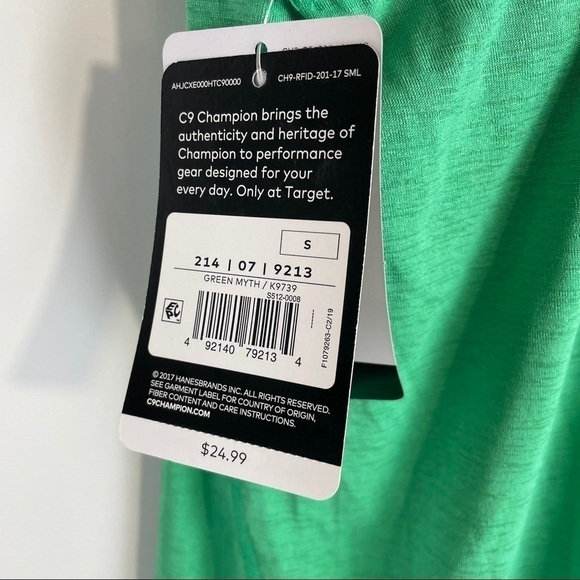 AHJCXE000HTC90000
CH9-RFID-201-17 SML
C9 Champion brings the
authenticity and heritage of
Champion to performance
gear designed for your
every day. Only at Target.
S
214 | 07 | 9213
GREEN MYTH / K9739
S512-0008
EPC
4 92140 79213 4
F1079263-C2/19
© 2017 HANESBRANDS INC. ALL RIGHTS RESERVED.
SEE GARMENT LABEL FOR COUNTRY OF ORIGIN,
FIBER CONTENT AND CARE INSTRUCTIONS.
C9CHAMPION.COM
$24.99